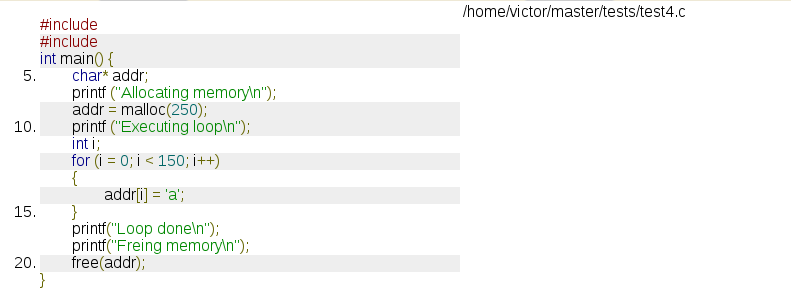 /home/victor/master/tests/test4.c
#include
#include
int main() {
5. char* addr;
printf ("Allocating memory\n");
addr = malloc(250);
10. printf ("Executing loop\n");
int i;
for (i = 0; i < 150; i++)
{
addr[i] = 'a';
15. }
printf("Loop done\n");
printf("Freing memory\n");
20. free(addr);
}